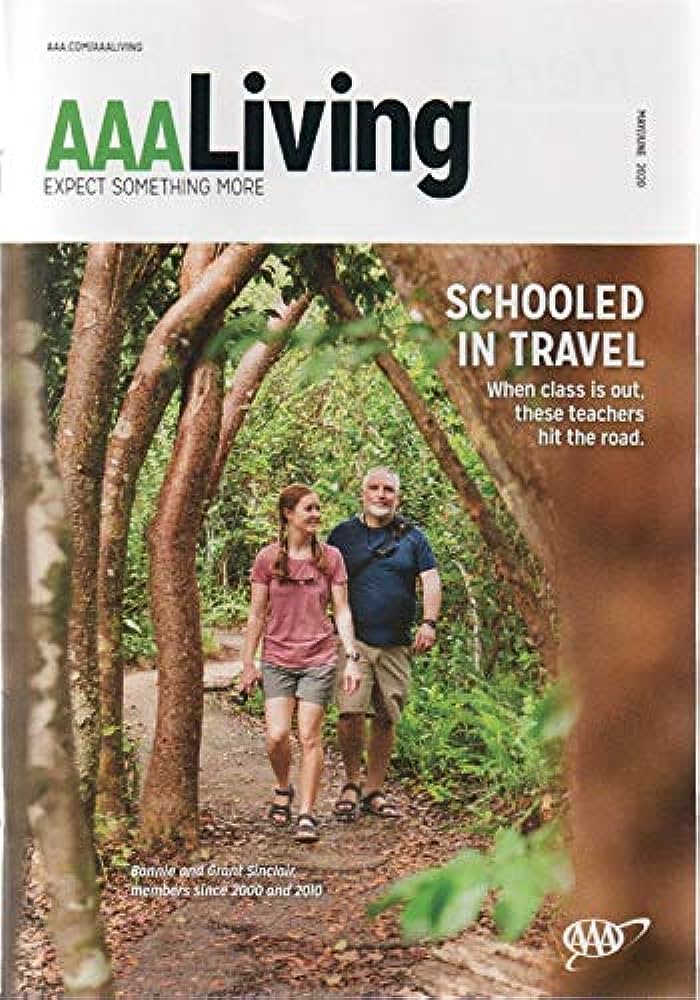 AAA.COM/AAALIVING
AAALiving
EXPECT SOMETHING MORE
MAY/JUNE 2020
SCHOOLED
IN TRAVEL
When class is out,
these teachers
hit the road.
Bonnie and Grant Sinclair,
members since 2000 and 2010
AAA